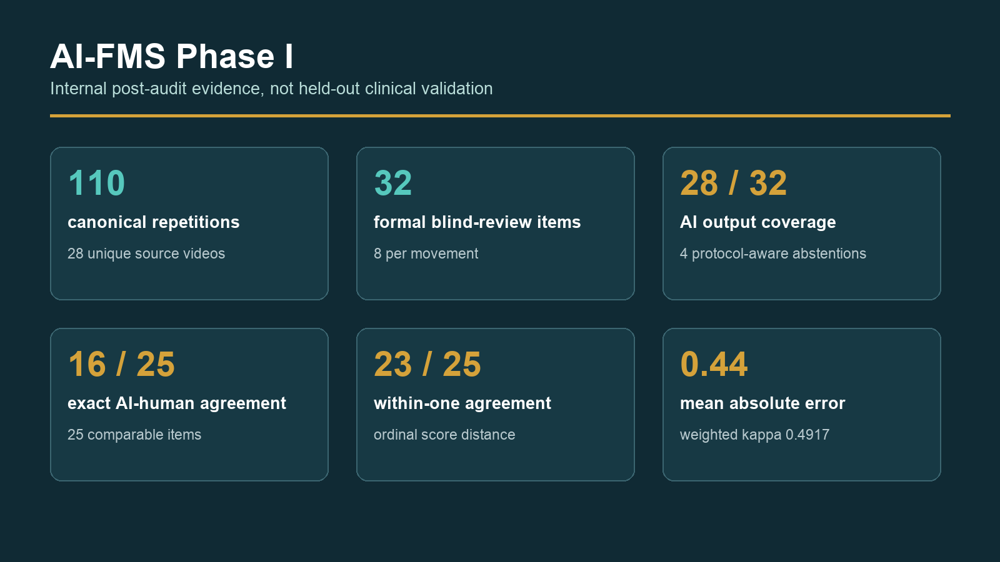 AI-FMS Phase I
Internal post-audit evidence, not held-out clinical validation
110
canonical repetitions
28 unique source videos
32
formal blind-review items
8 per movement
28 / 32
AI output coverage
4 protocol-aware abstentions
16 / 25
exact AI-human agreement
25 comparable items
23 / 25
within-one agreement
ordinal score distance
0.44
mean absolute error
weighted kappa 0.4917